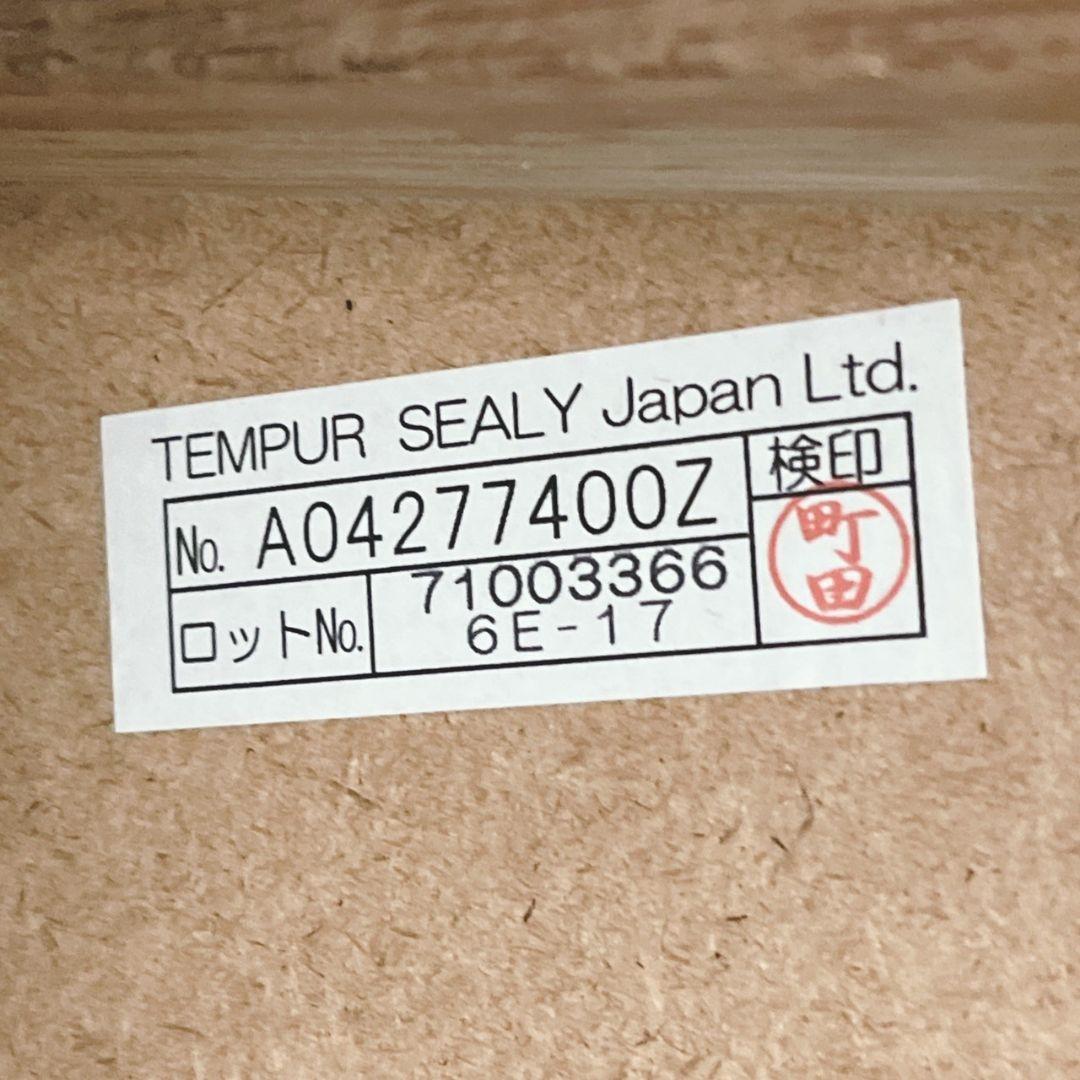 TEMPUR SEALY Japan Ltd.
No. A04277400Z
検印
ロットNo. 71003366
6E-17
町田